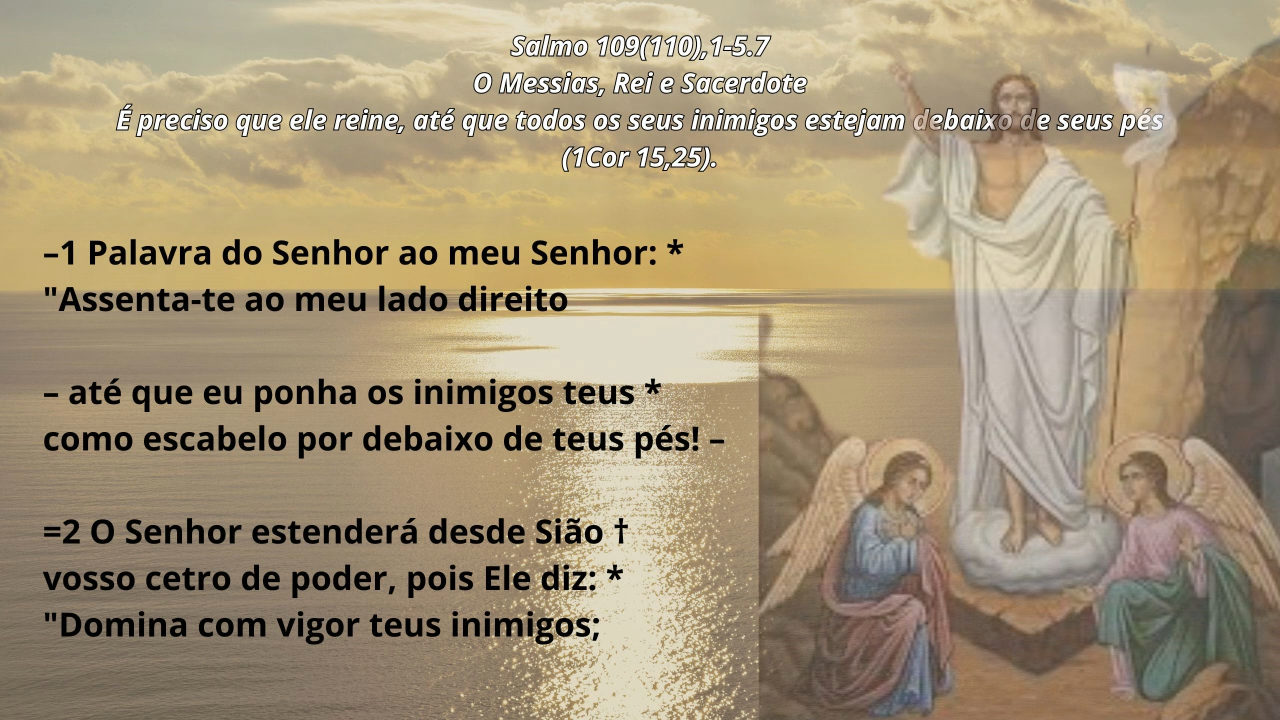 Salmo 109(110),1-5.7
O Messias, Rei e Sacerdote
É preciso que ele reine, até que todos os seus inimigos estejam debaixo de seus pés
(1Cor 15,25).
–1 Palavra do Senhor ao meu Senhor: *
"Assenta-te ao meu lado direito
– até que eu ponha os inimigos teus *
como escabelo por debaixo de teus pés! –
=2 O Senhor estenderá desde Sião †
vosso cetro de poder, pois Ele diz: *
"Domina com vigor teus inimigos;